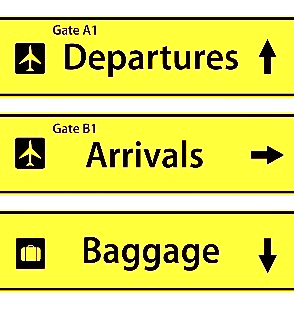 Gate A1
Departures
Gate B1
Arrivals
Baggage